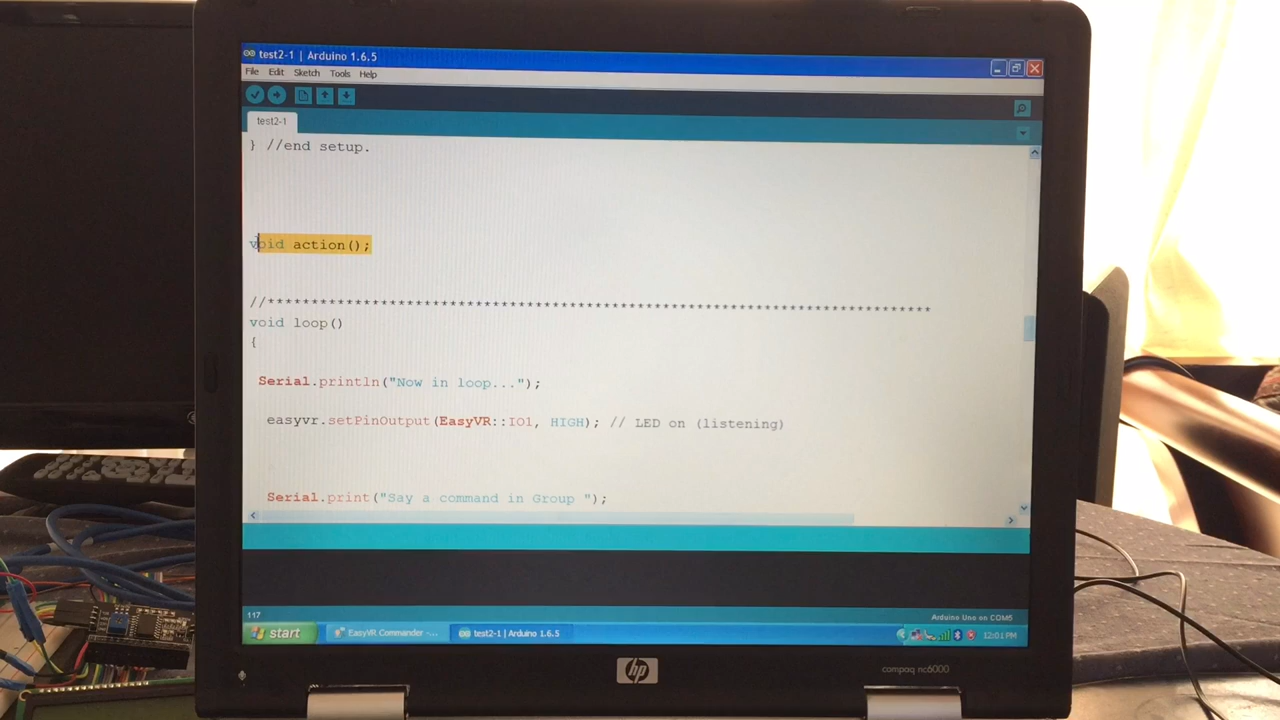 test2-1 | Arduino 1.6.5
File Edit Sketch Tools Help
test2-1
} //end setup.
void action();
//******************************************************************************
void loop()
{
Serial.println("Now in loop...");
easyvr.setPinOutput(EasyVR::IO1, HIGH); // LED on (listening)
Serial.print("Say a command in Group ");
117
Arduino Uno on COM5
start EasyVR Commander -... test2-1 | Arduino 1.6.5 12:01 PM
hp
compaq nc6000